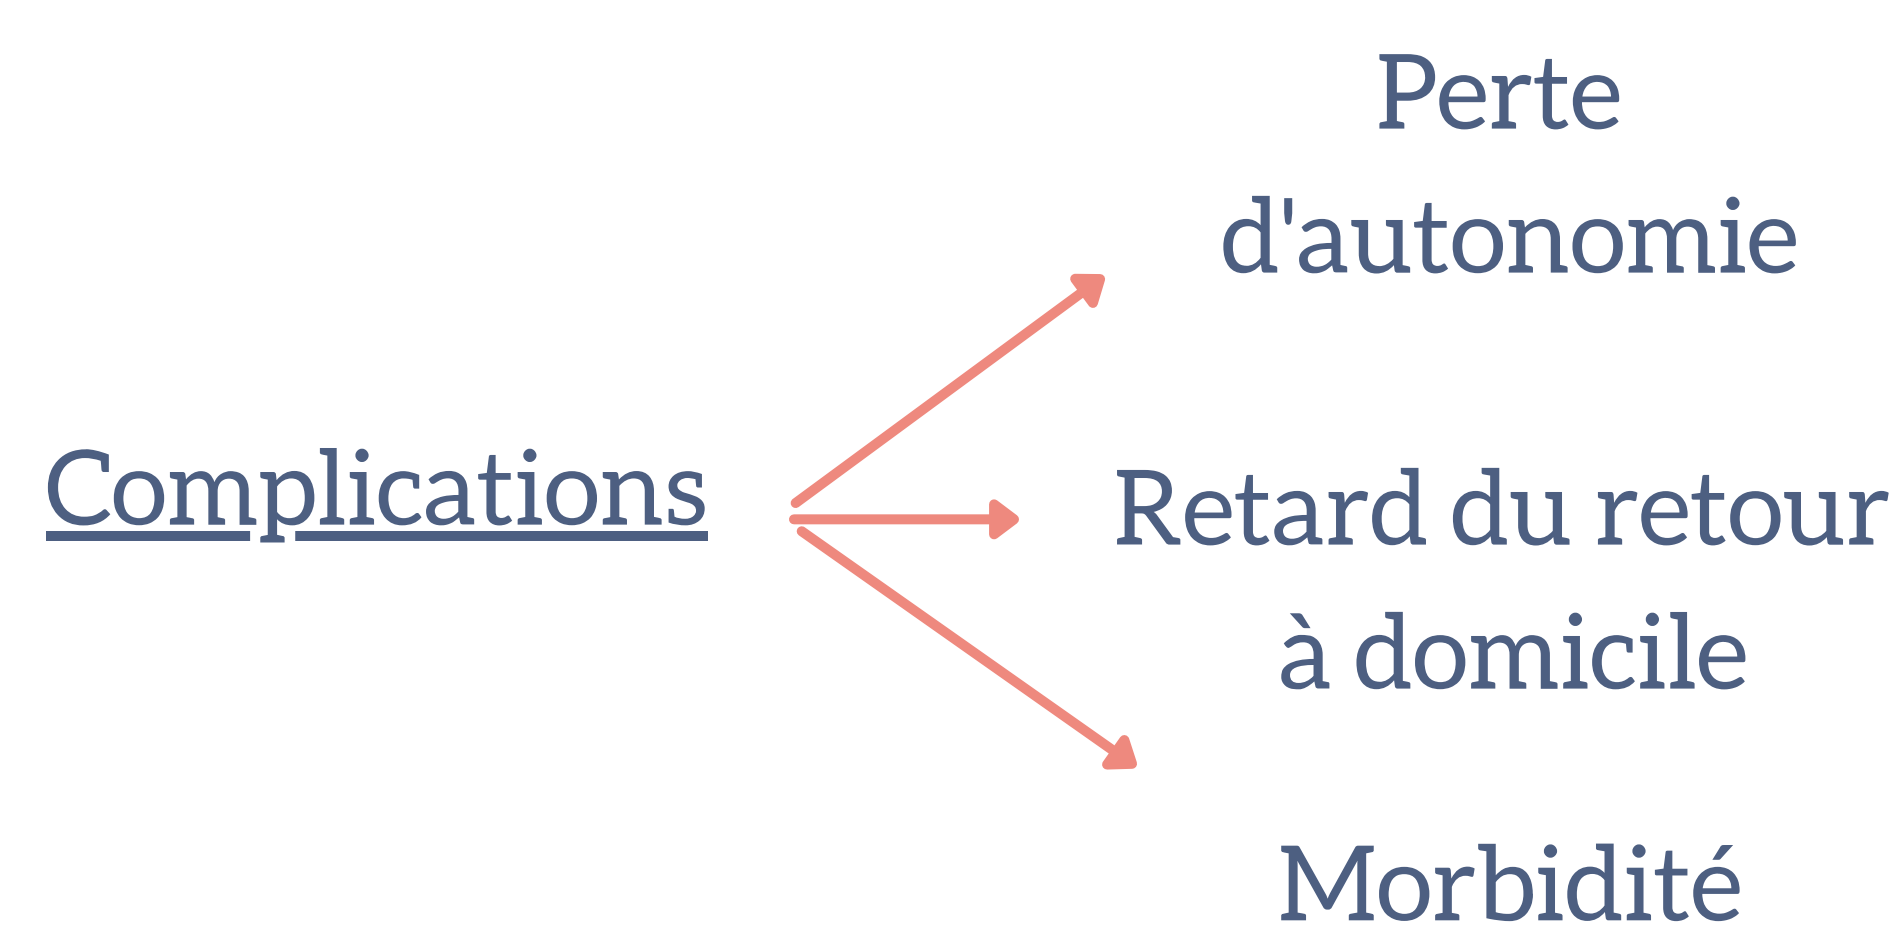 Complications
Perte
d'autonomie
Retard du retour
à domicile
Morbidité